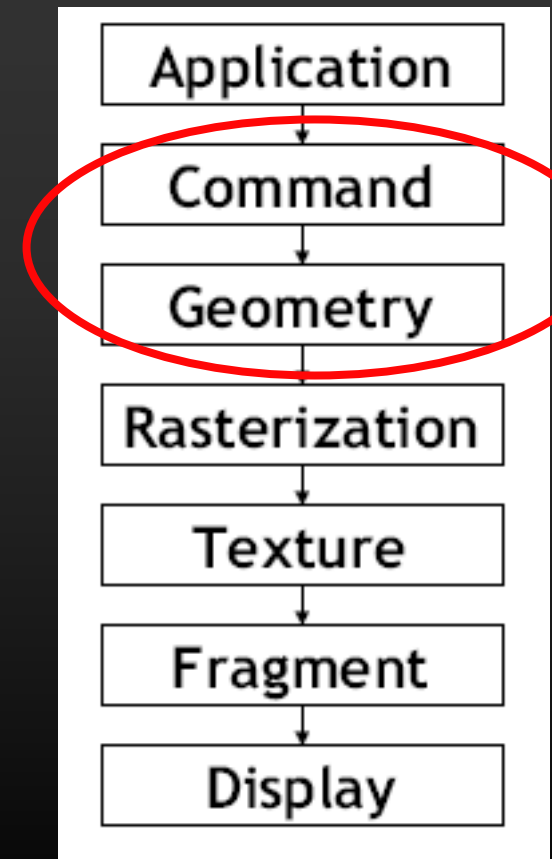 Application
Command
Geometry
Rasterization
Texture
Fragment
Display